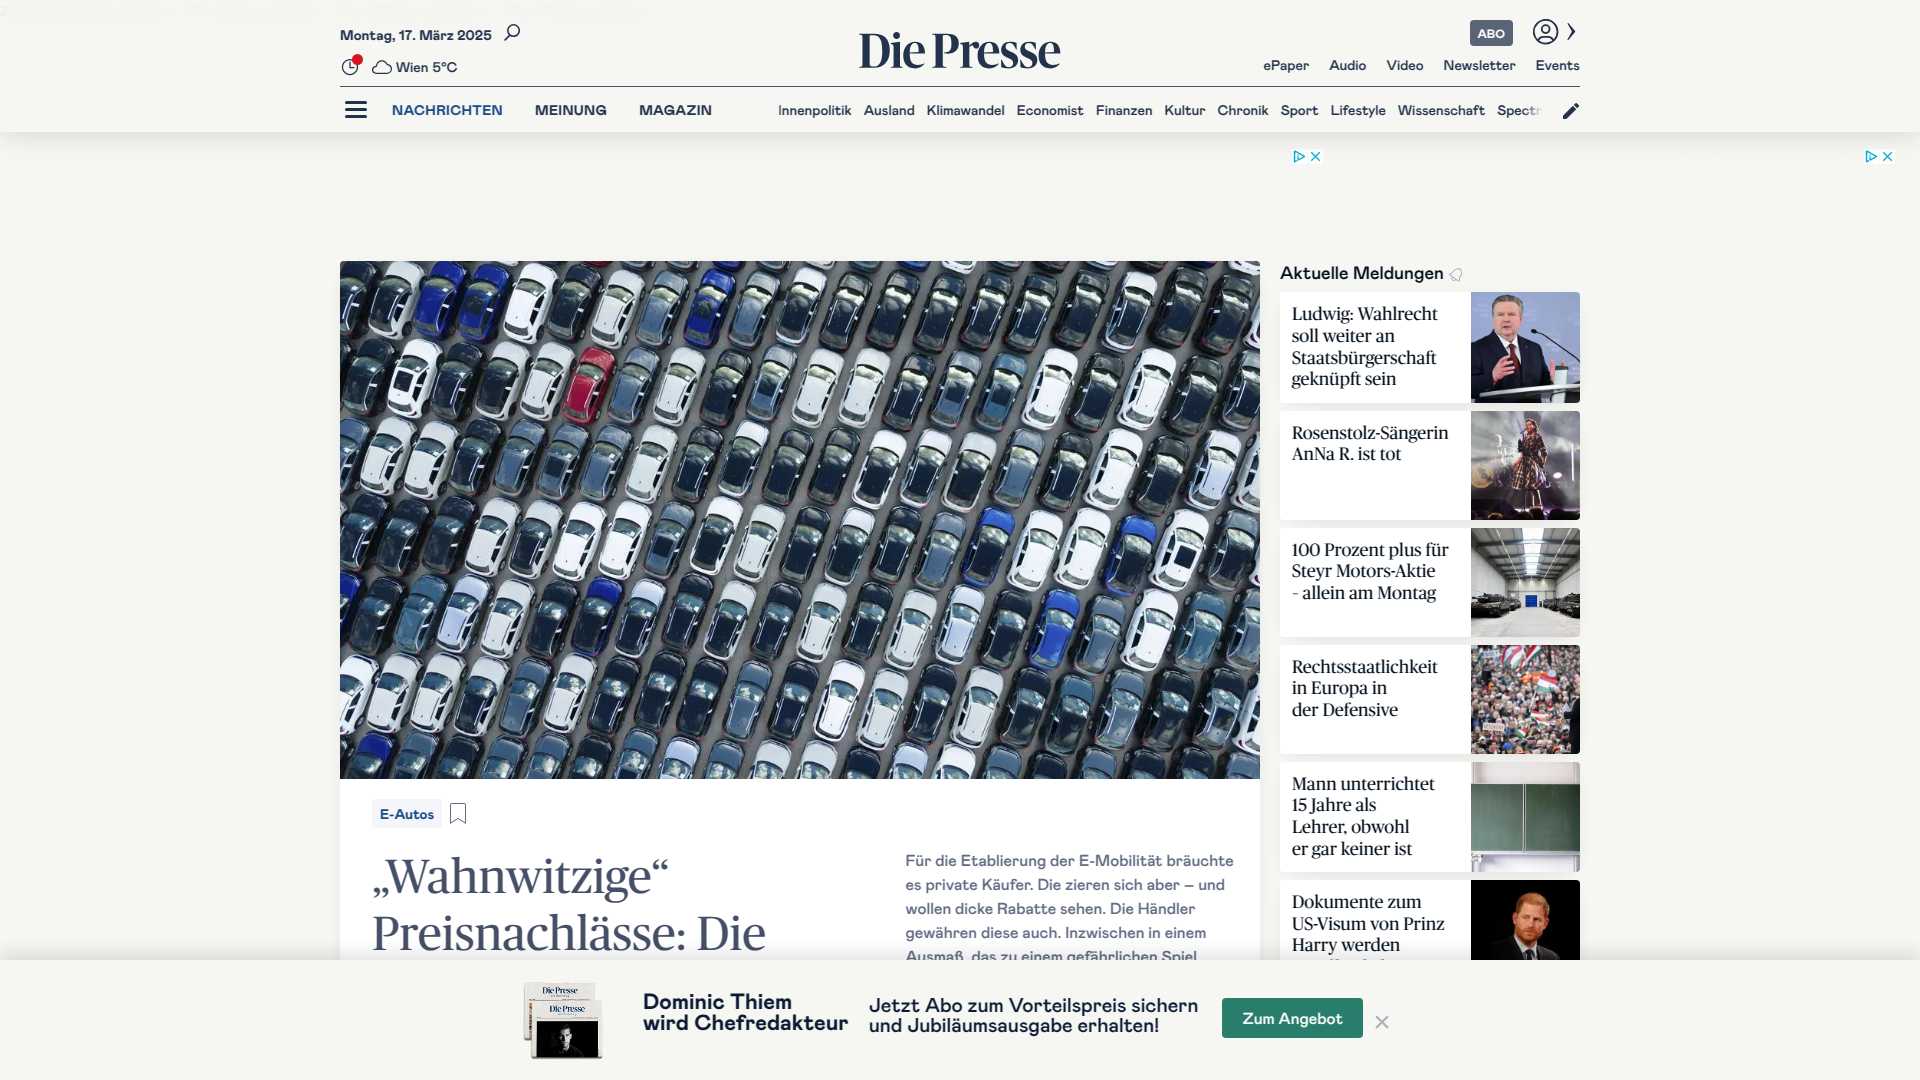 Montag, 17. März 2025
Wien 5°C
Die Presse
ABO
ePaper Audio Video Newsletter Events
NACHRICHTEN MEINUNG MAGAZIN
Innenpolitik Ausland Klimawandel Economist Finanzen Kultur Chronik Sport Lifestyle Wissenschaft
Aktuelle Meldungen
Ludwig: Wahlrecht
soll weiter an
Staatsbürgerschaft
geknüpft sein
Rosenstolz-Sängerin
AnNa R. ist tot
100 Prozent plus für
Steyr Motors-Aktie
– allein am Montag
Rechtsstaatlichkeit
in Europa in
der Defensive
Mann unterrichtet
15 Jahre als
Lehrer, obwohl
er gar keiner ist
Dokumente zum
US-Visum von Prinz
Harry werden
E-Autos
„Wahnwitzige“
Preisnachlässe: Die
Für die Etablierung der E-Mobilität bräuchte
es private Käufer. Die zieren sich aber – und
wollen dicke Rabatte sehen. Die Händler
gewähren diese auch. Inzwischen in einem
Ausmaß, das zu einem gefährlichen Spiel
Die Presse
Die Presse
Dominic Thiem
wird Chefredakteur
Jetzt Abo zum Vorteilspreis sichern
und Jubiläumsausgabe erhalten!
Zum Angebot